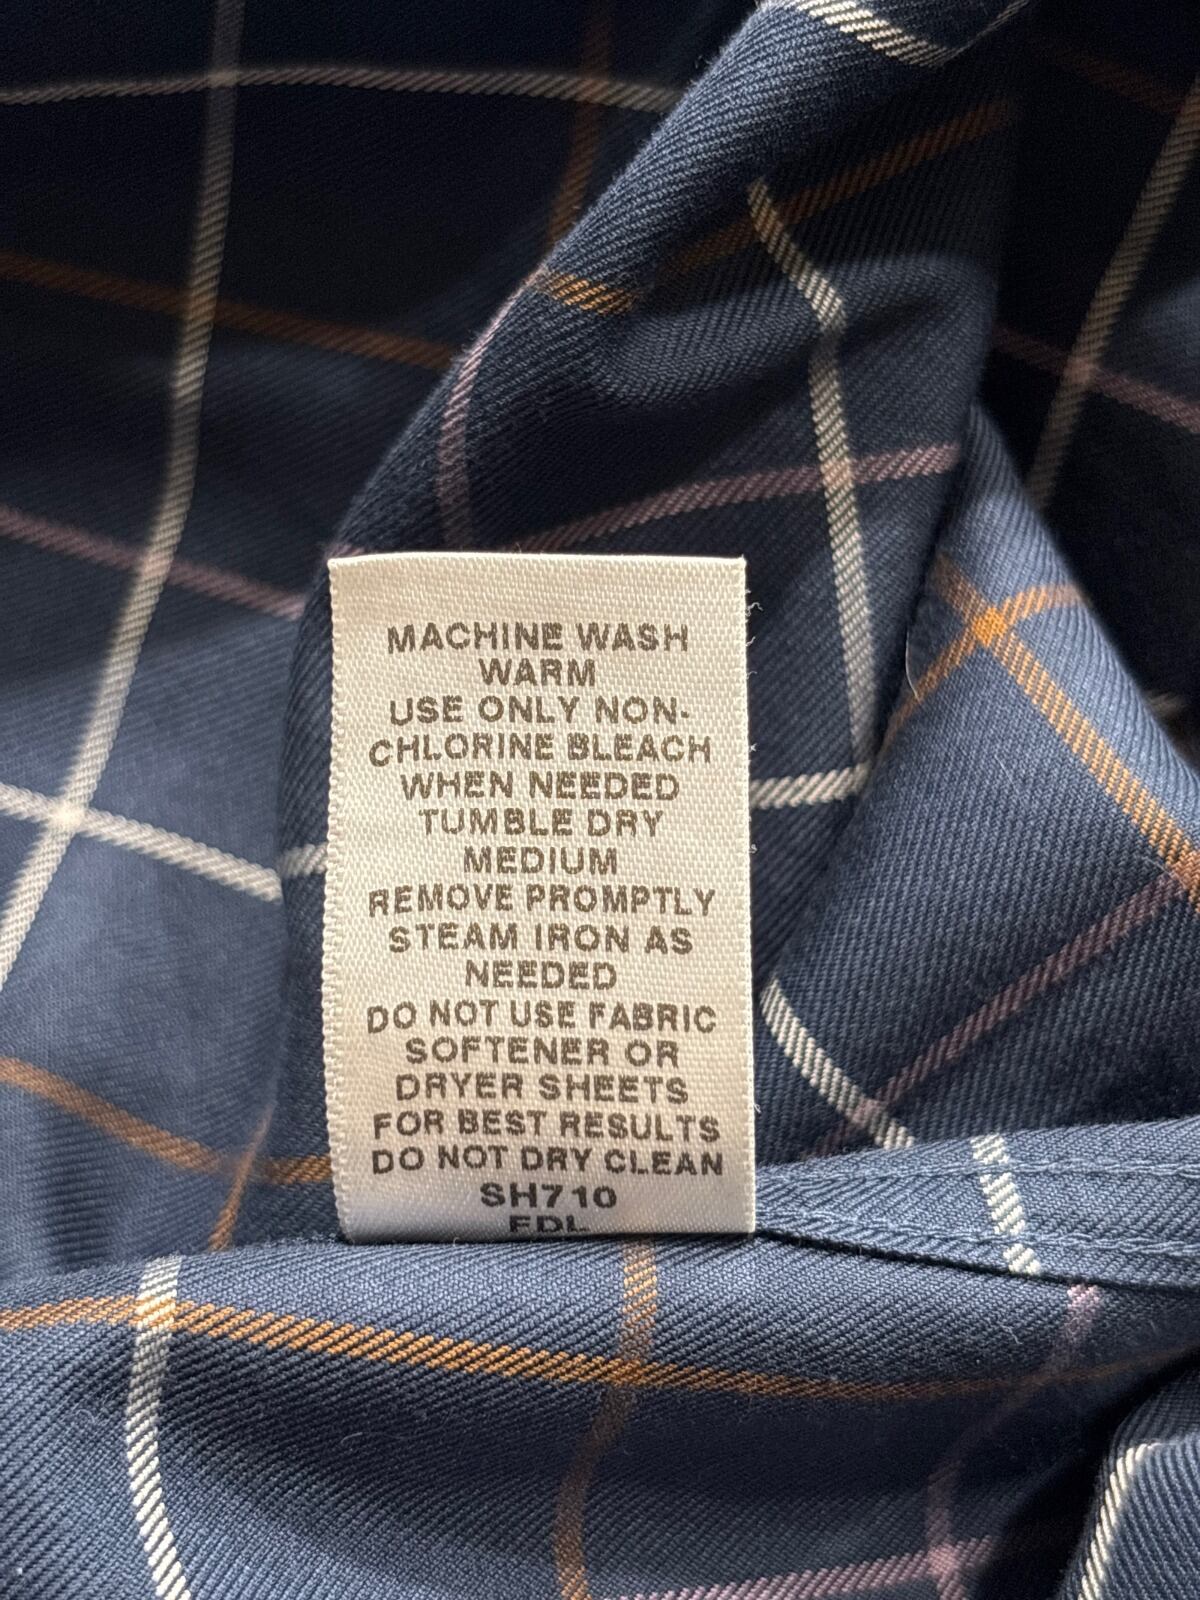 MACHINE WASH
WARM
USE ONLY NON-
CHLORINE BLEACH
WHEN NEEDED
TUMBLE DRY
MEDIUM
REMOVE PROMPTLY
STEAM IRON AS
NEEDED
DO NOT USE FABRIC
SOFTENER OR
DRYER SHEETS
FOR BEST RESULTS
DO NOT DRY CLEAN
SH710